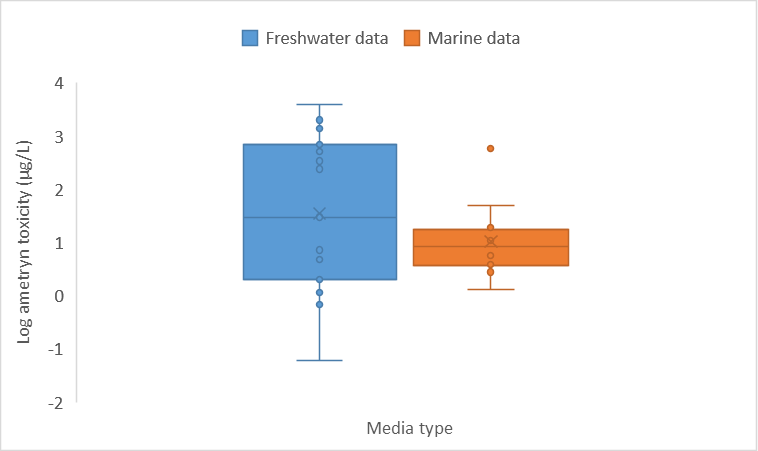 Freshwater data Marine data
Log ametryn toxicity (µg/L)
4
3
2
1
0
-1
-2
Media type